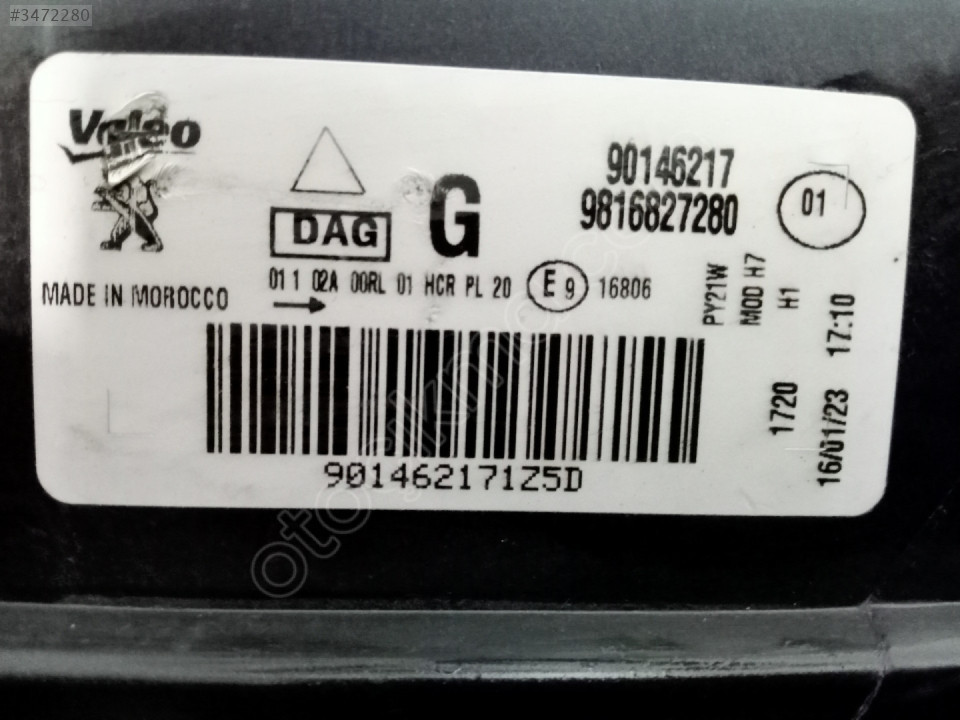 #3472280
Valeo
90146217
9816827280
01
DAG
G
01 1 02A 00RL 01 HCR PL 20
E 9
16806
MADE IN MOROCCO
PY21W
MOD H7
H1
1720
16/01/23 17:10
901462171Z5D